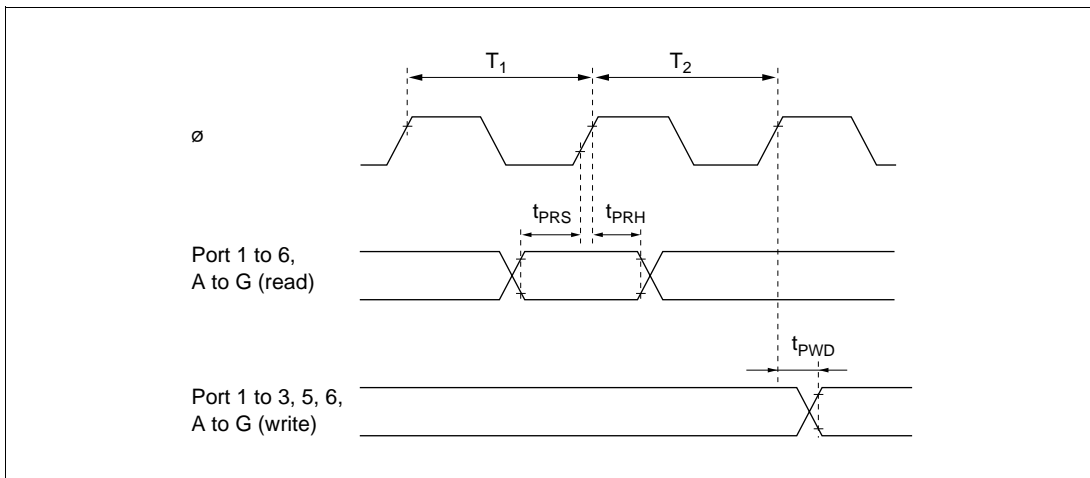 T1 T2
ø
tPRS tPRH
Port 1 to 6,
A to G (read)
tPWD
Port 1 to 3, 5, 6,
A to G (write)